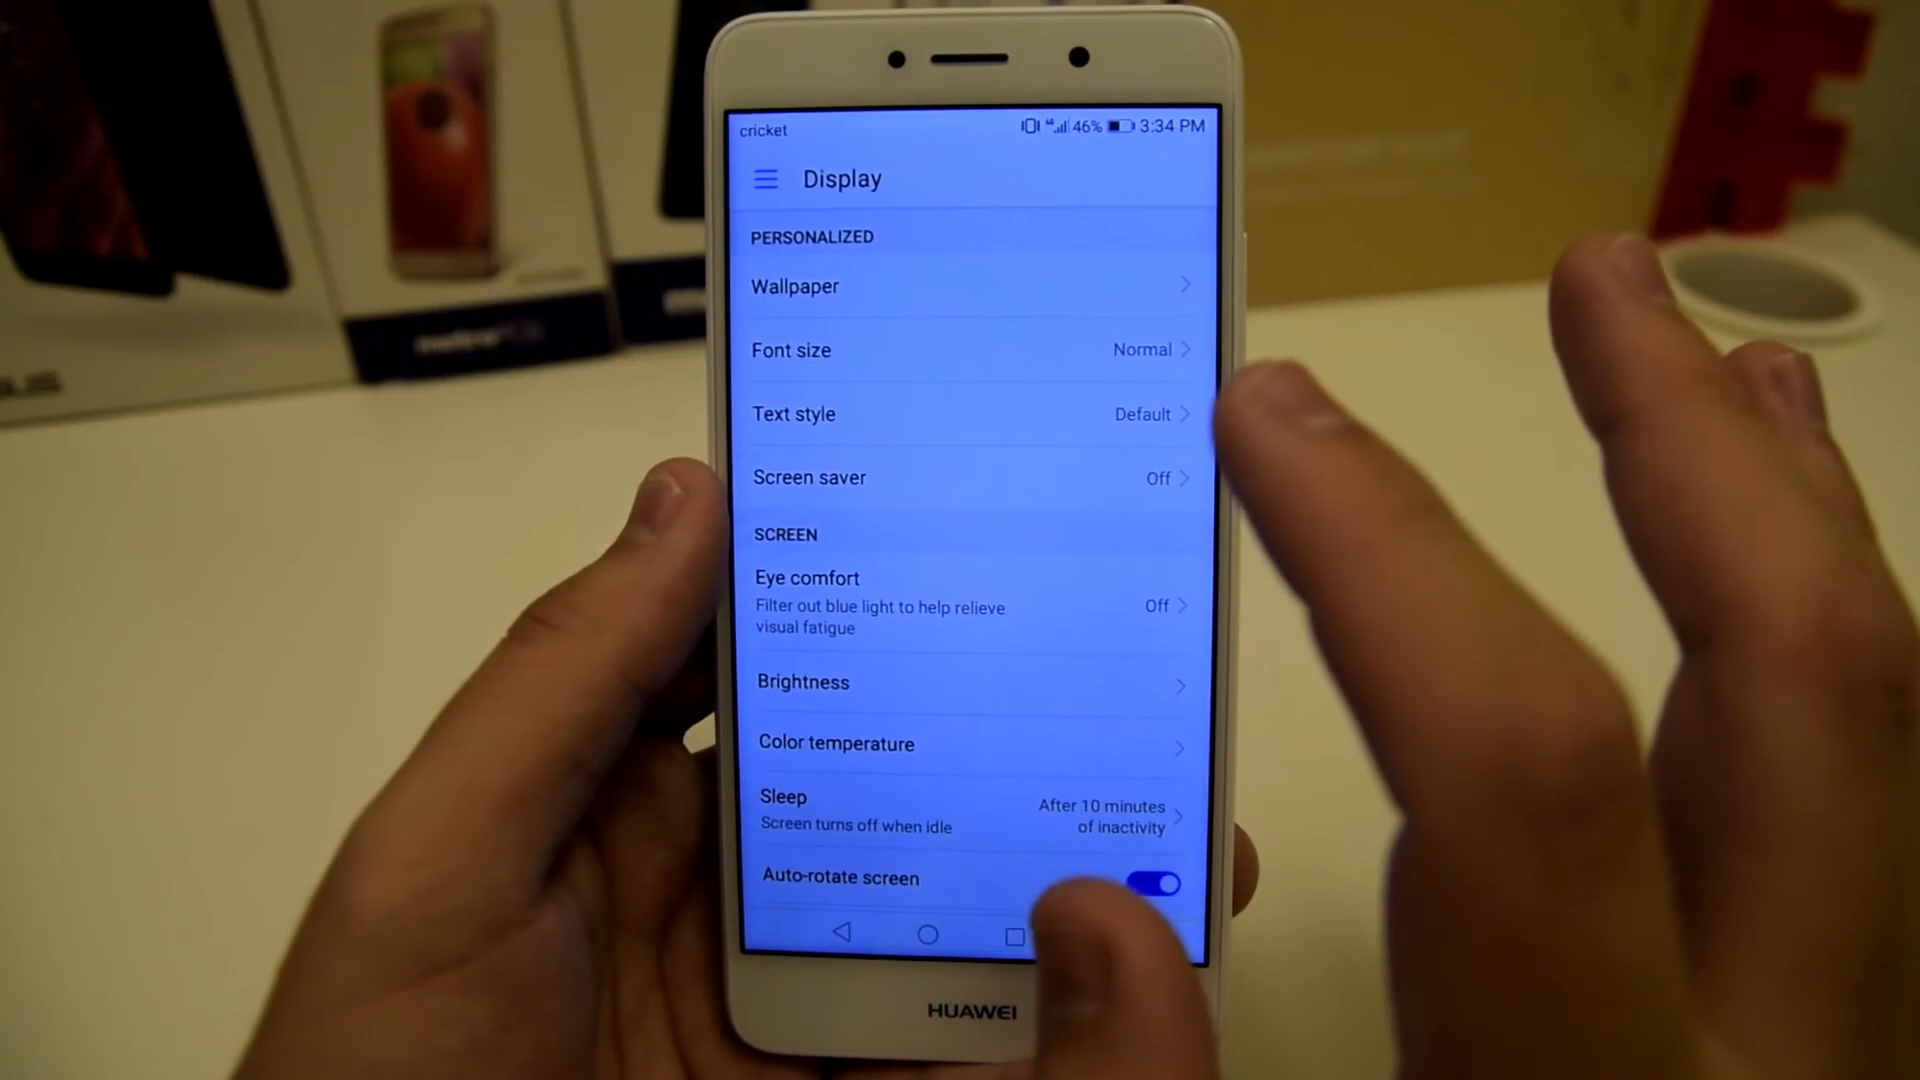 cricket
46% 3:34 PM
Display
PERSONALIZED
Wallpaper
Font size Normal
Text style Default
Screen saver Off
SCREEN
Eye comfort
Filter out blue light to help relieve
visual fatigue
Off
Brightness
Color temperature
Sleep
Screen turns off when idle
After 10 minutes
of inactivity
Auto-rotate screen
HUAWEI